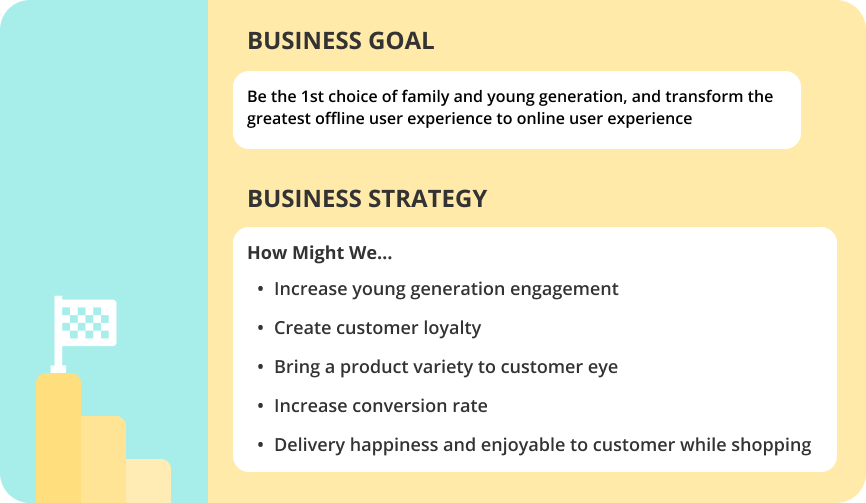 BUSINESS GOAL
Be the 1st choice of family and young generation, and transform the
greatest offline user experience to online user experience
BUSINESS STRATEGY
How Might We...
• Increase young generation engagement
• Create customer loyalty
• Bring a product variety to customer eye
• Increase conversion rate
• Delivery happiness and enjoyable to customer while shopping